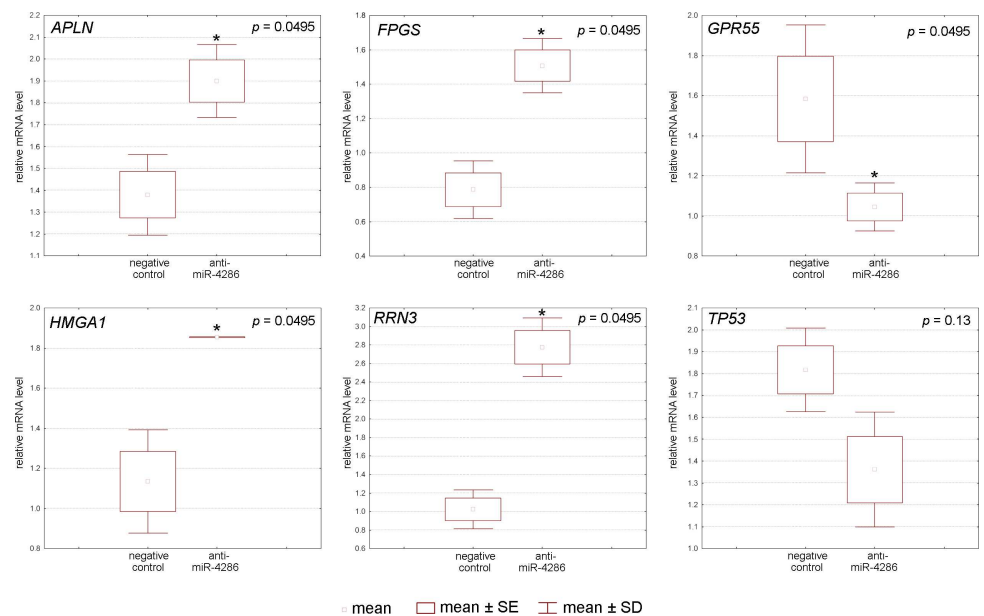 APLN
p = 0.0495
relative mRNA level
2.2
2.1
2.0
1.9
1.8
1.7
1.6
1.5
1.4
1.3
1.2
1.1
*
negative
control
anti-
miR-4286
FPGS
p = 0.0495
relative mRNA level
1.8
1.6
1.4
1.2
1.0
0.8
0.6
0.4
*
negative
control
anti-
miR-4286
GPR55
p = 0.0495
relative mRNA level
2.0
1.8
1.6
1.4
1.2
1.0
0.8
*
negative
control
anti-
miR-4286
HMGA1
p = 0.0495
relative mRNA level
2.0
1.8
1.6
1.4
1.2
1.0
0.8
*
negative
control
anti-
miR-4286
RRN3
p = 0.0495
relative mRNA level
3.2
3.0
2.8
2.6
2.4
2.2
2.0
1.8
1.6
1.4
1.2
1.0
0.8
0.6
0.4
*
negative
control
anti-
miR-4286
TP53
p = 0.13
relative mRNA level
2.1
2.0
1.9
1.8
1.7
1.6
1.5
1.4
1.3
1.2
1.1
1.0
negative
control
anti-
miR-4286
mean
mean ± SE
mean ± SD